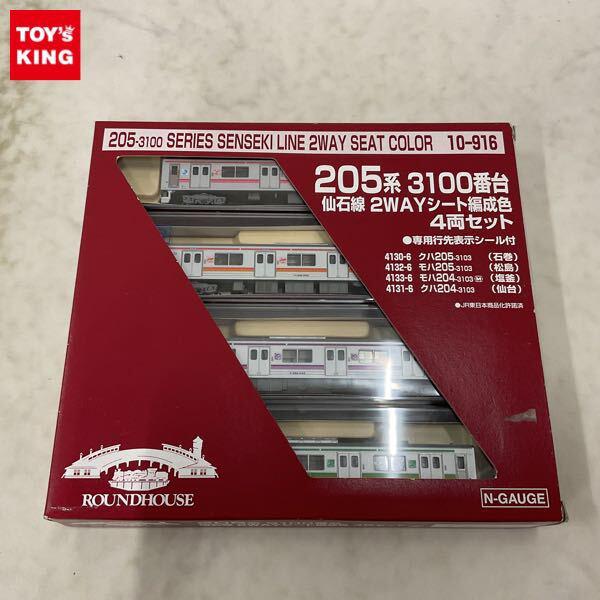 TOY's
KING
205-3100 SERIES SENSEKI LINE 2WAY SEAT COLOR 10-916
205系 3100番台
仙石線 2WAYシート編成色
4両セット
●専用行先表示シール付
4130-6 クハ205-3103 (石巻)
4132-6 モハ205-3103 (松島)
4133-6 モハ204-3103 M (塩釜)
4131-6 クハ204-3103 (仙台)
●JR東日本商品化許諾済
ROUNDHOUSE
N-GAUGE